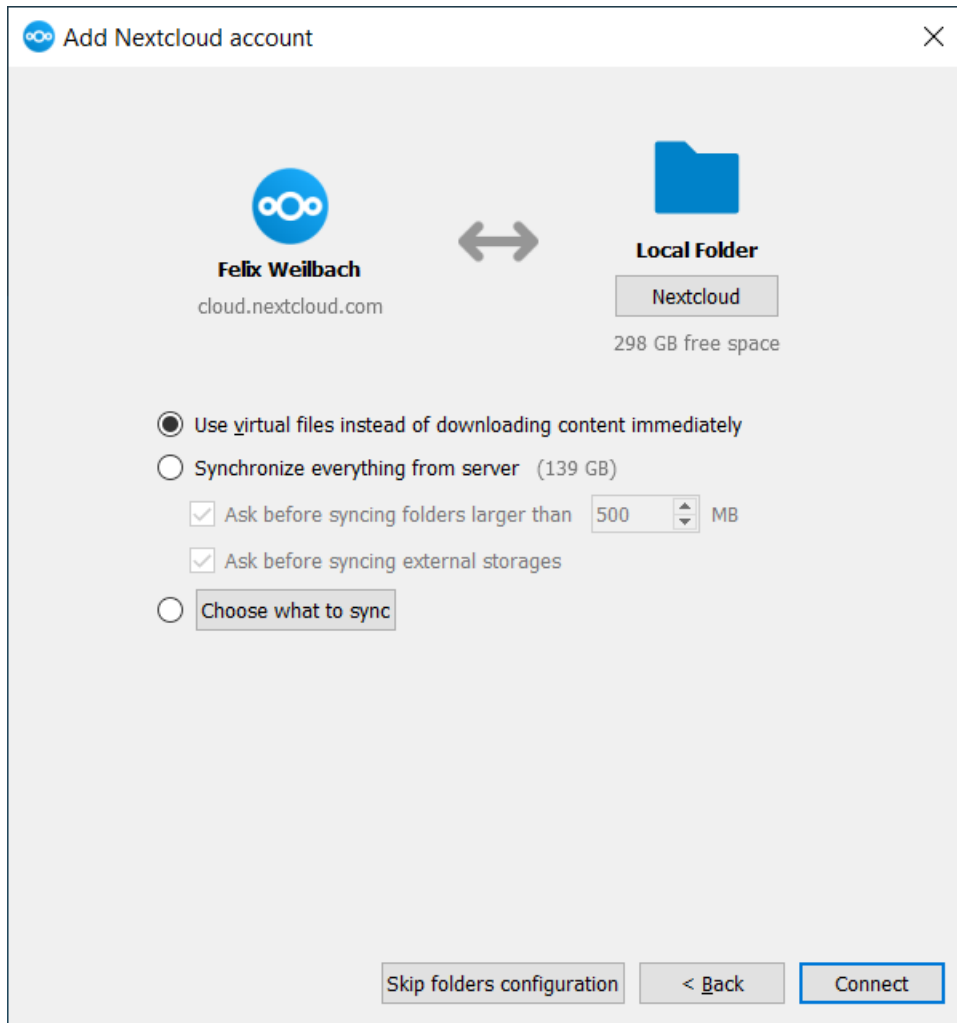 Add Nextcloud account
Felix Weilbach
cloud.nextcloud.com
Local Folder
Nextcloud
298 GB free space
Use virtual files instead of downloading content immediately
Synchronize everything from server (139 GB)
Ask before syncing folders larger than 500 MB
Ask before syncing external storages
Choose what to sync
Skip folders configuration < Back Connect